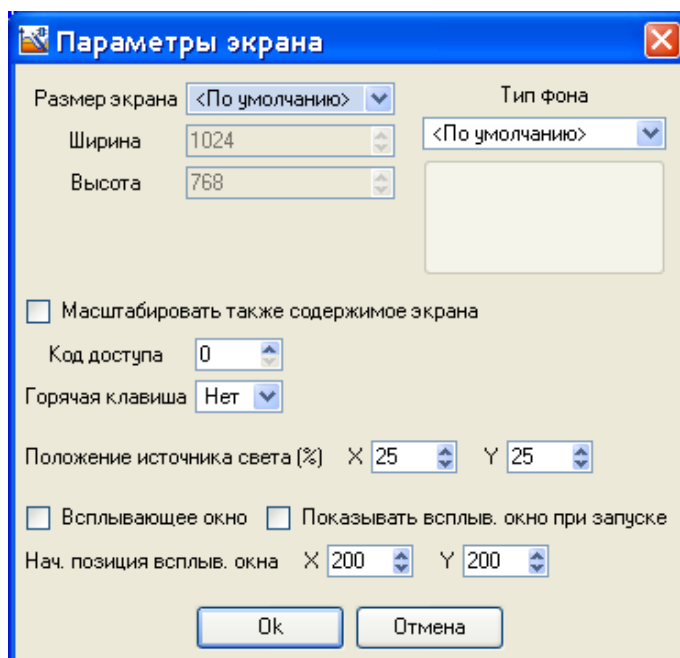 Параметры экрана
Размер экрана <По умолчанию> Тип фона
Ширина 1024 <По умолчанию>
Высота 768
Масштабировать также содержимое экрана
Код доступа 0
Горячая клавиша Нет
Положение источника света (%) X 25 Y 25
Всплывающее окно Показывать всплыв. окно при запуске
Нач. позиция всплыв. окна X 200 Y 200
Ok Отмена